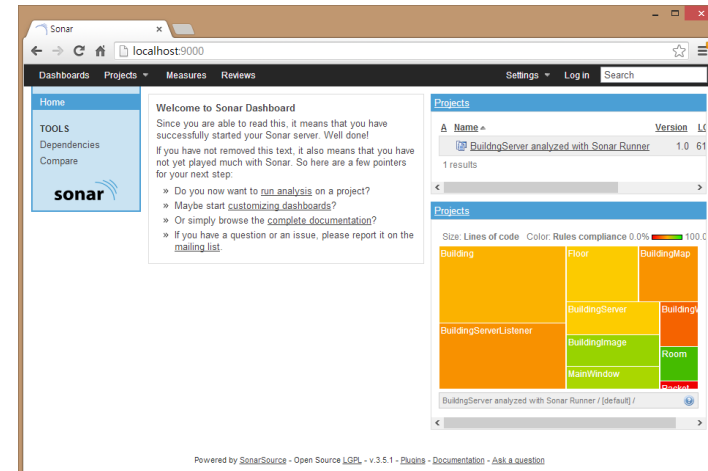 Sonar
localhost:9000
Dashboards Projects Measures Reviews Settings Log in Search
Home
TOOLS
Dependencies
Compare
sonar
Welcome to Sonar Dashboard
Since you are able to read this, it means that you have
successfully started your Sonar server. Well done!
If you have not removed this text, it also means that you have
not yet played much with Sonar. So here are a few pointers
for your next step:
» Do you now want to run analysis on a project?
» Maybe start customizing dashboards?
» Or simply browse the complete documentation?
» If you have a question or an issue, please report it on the
mailing list.
Projects
A Name Version LO
BuildngServer analyzed with Sonar Runner 1.0 61
1 results
Projects
Size: Lines of code Color: Rules compliance 0.0% 100.0
Building
Floor
BuildingMap
BuildingServer
BuildingServerListener
BuildingImage
Room
MainWindow
Packet
BuildngServer analyzed with Sonar Runner / [default] /
Powered by SonarSource - Open Source LGPL - v.3.5.1 - Plugins - Documentation - Ask a question